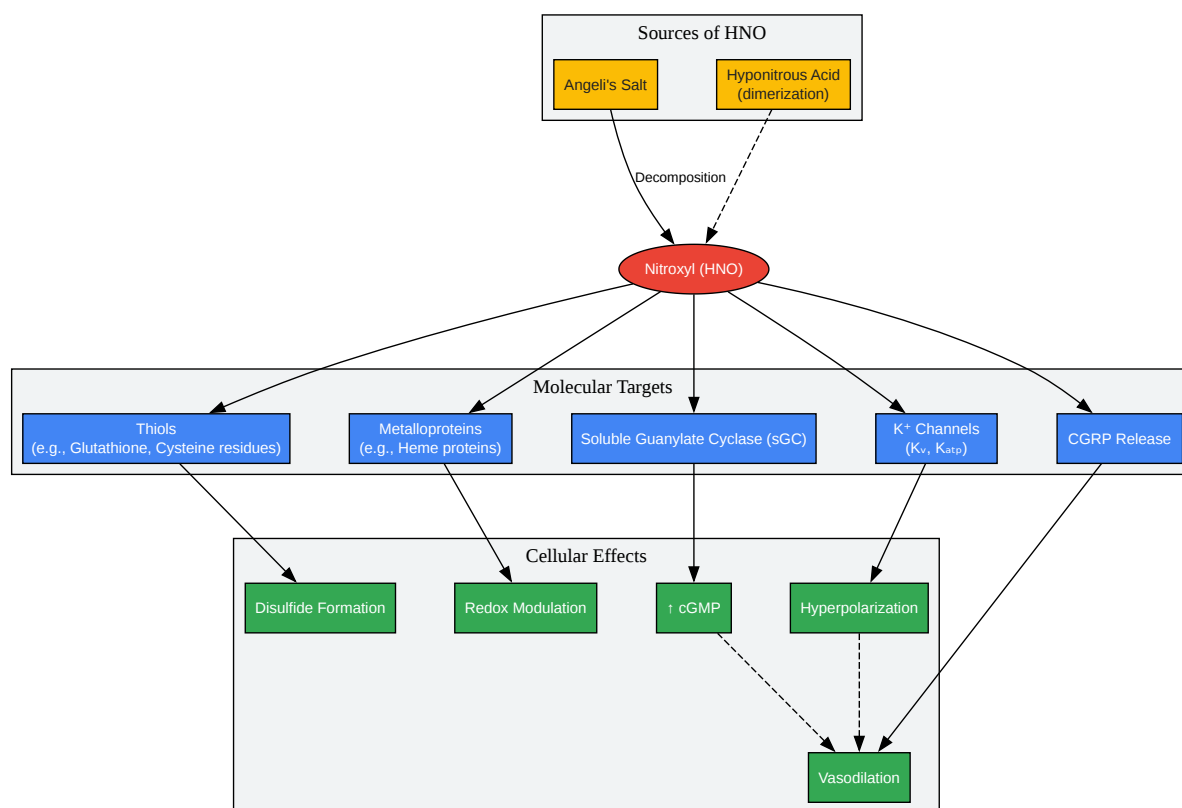 Sources of HNO
Angeli's Salt
Hyponitrous Acid
(dimerization)
Decomposition
Nitroxyl (HNO)
Molecular Targets
Thiols
(e.g., Glutathione, Cysteine residues)
Metalloproteins
(e.g., Heme proteins)
Soluble Guanylate Cyclase (sGC)
K⁺ Channels
(Kᵥ, Kₐₜₚ)
CGRP Release
Cellular Effects
Disulfide Formation
Redox Modulation
↑ cGMP
Hyperpolarization
Vasodilation